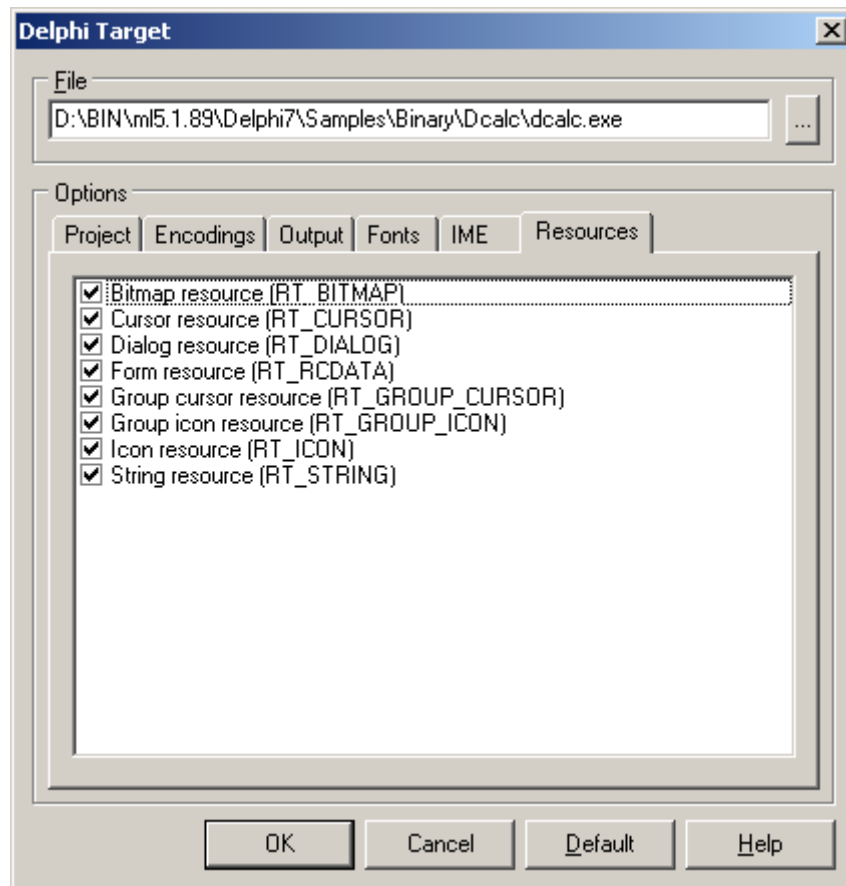 Delphi Target
File
D:\BIN\ml5.1.89\Delphi7\Samples\Binary\Dcalc\dcalc.exe ...
Options
Project Encodings Output Fonts IME Resources
Bitmap resource (RT_BITMAP)
Cursor resource (RT_CURSOR)
Dialog resource (RT_DIALOG)
Form resource (RT_RCDATA)
Group cursor resource (RT_GROUP_CURSOR)
Group icon resource (RT_GROUP_ICON)
Icon resource (RT_ICON)
String resource (RT_STRING)
OK Cancel Default Help